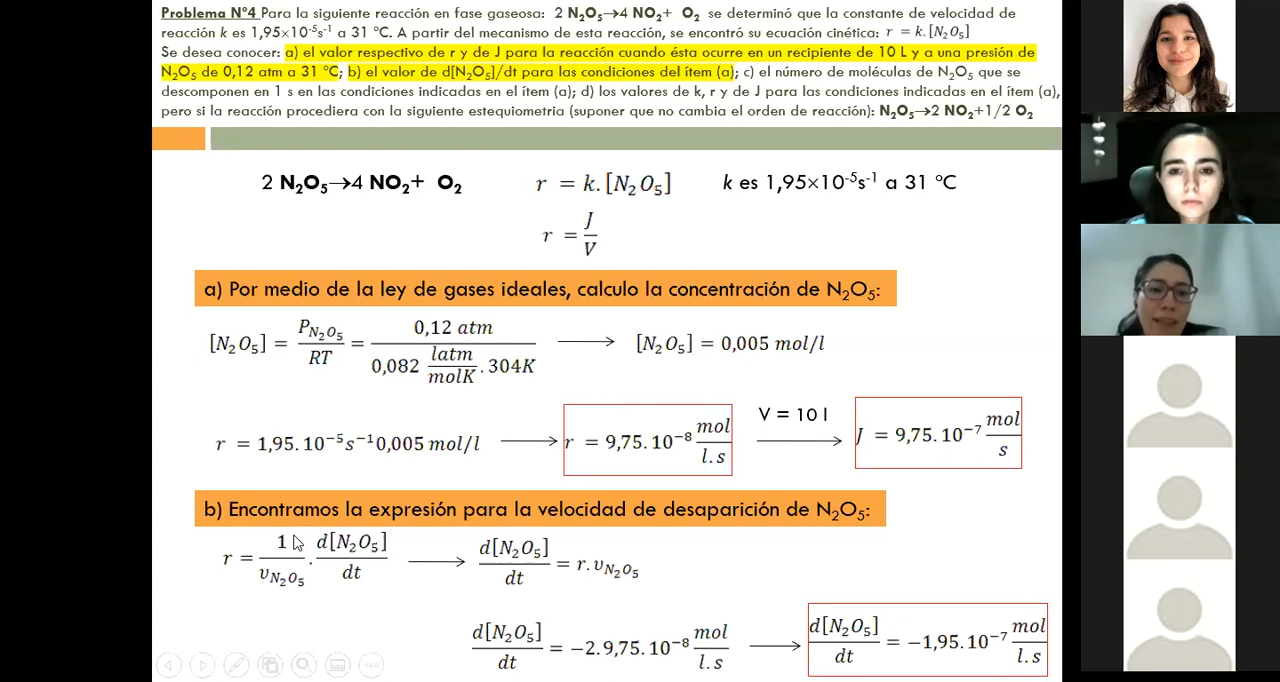 Problema N°4 Para la siguiente reacción en fase gaseosa: 2 N₂O₅→4 NO₂+ O₂ se determinó que la constante de velocidad de
reacción k es 1,95×10⁻⁵s⁻¹ a 31 °C. A partir del mecanismo de esta reacción, se encontró su ecuación cinética: r = k.[N₂O₅]
Se desea conocer: a) el valor respectivo de r y de J para la reacción cuando ésta ocurre en un recipiente de 10 L y a una presión de
N₂O₅ de 0,12 atm a 31 °C; b) el valor de d[N₂O₅]/dt para las condiciones del ítem (a); c) el número de moléculas de N₂O₅ que se
descomponen en 1 s en las condiciones indicadas en el ítem (a); d) los valores de k, r y de J para las condiciones indicadas en el ítem (a),
pero si la reacción procediera con la siguiente estequiometria (suponer que no cambia el orden de reacción): N₂O₅→2 NO₂+1/2 O₂
2 N₂O₅→4 NO₂+ O₂ r = k.[N₂O₅] k es 1,95×10⁻⁵s⁻¹ a 31 °C
r = J/V
a) Por medio de la ley de gases ideales, calculo la concentración de N₂O₅:
[N₂O₅] = P_N₂O₅/RT = 0,12 atm/(0,082 latm/molK . 304K) → [N₂O₅] = 0,005 mol/l
r = 1,95.10⁻⁵s⁻¹0,005 mol/l → r = 9,75.10⁻⁸ mol/l.s V = 10 l → J = 9,75.10⁻⁷ mol/s
b) Encontramos la expresión para la velocidad de desaparición de N₂O₅:
r = 1/υ_N₂O₅ . d[N₂O₅]/dt → d[N₂O₅]/dt = r.υ_N₂O₅
d[N₂O₅]/dt = −2.9,75.10⁻⁸ mol/l.s → d[N₂O₅]/dt = −1,95.10⁻⁷ mol/l.s